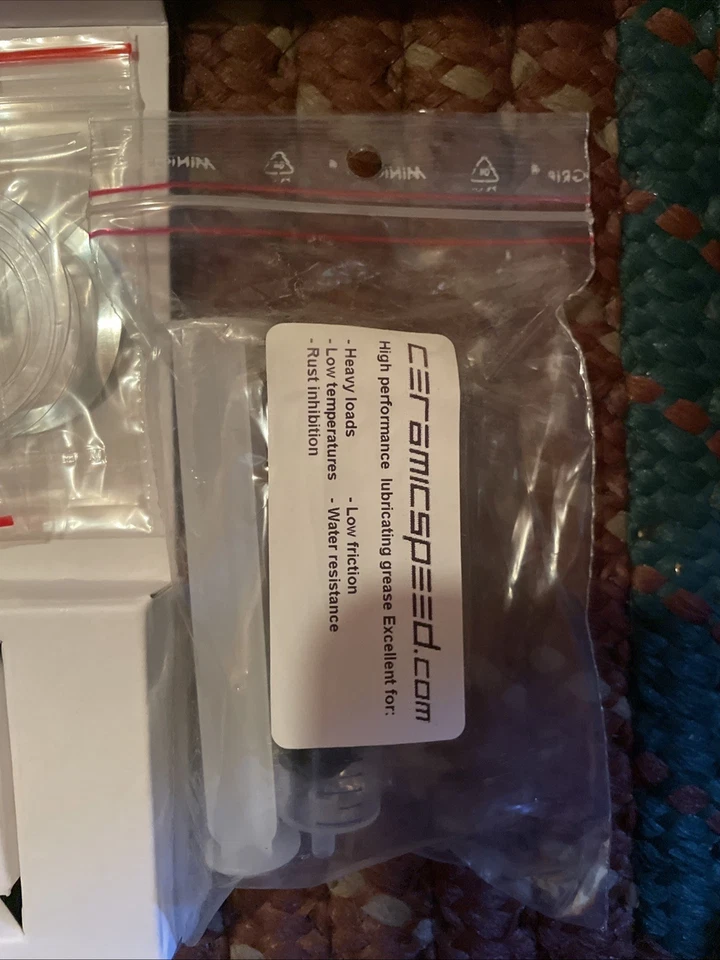 ceramicspeed.com
High performance lubricating grease Excellent for:
- Heavy loads - Low friction
- Low temperatures - Water resistance
- Rust inhibition